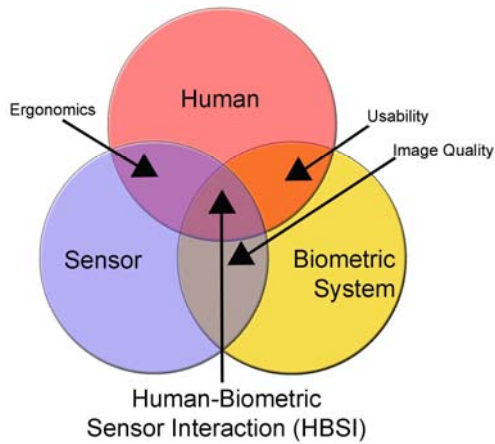 Human
Ergonomics
Usability
Image Quality
Sensor
Biometric
System
Human-Biometric
Sensor Interaction (HBSI)